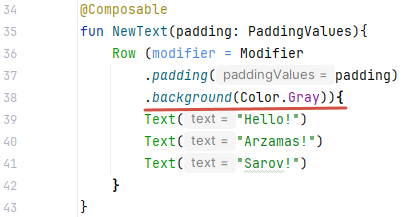 34 @Composable
35 fun NewText(padding: PaddingValues){
36 Row (modifier = Modifier
37 .padding( paddingValues = padding)
38 .background(Color.Gray)){
39 Text( text = "Hello!")
40 Text( text = "Arzamas!")
41 Text( text = "Sarov!")
42 }
43 }